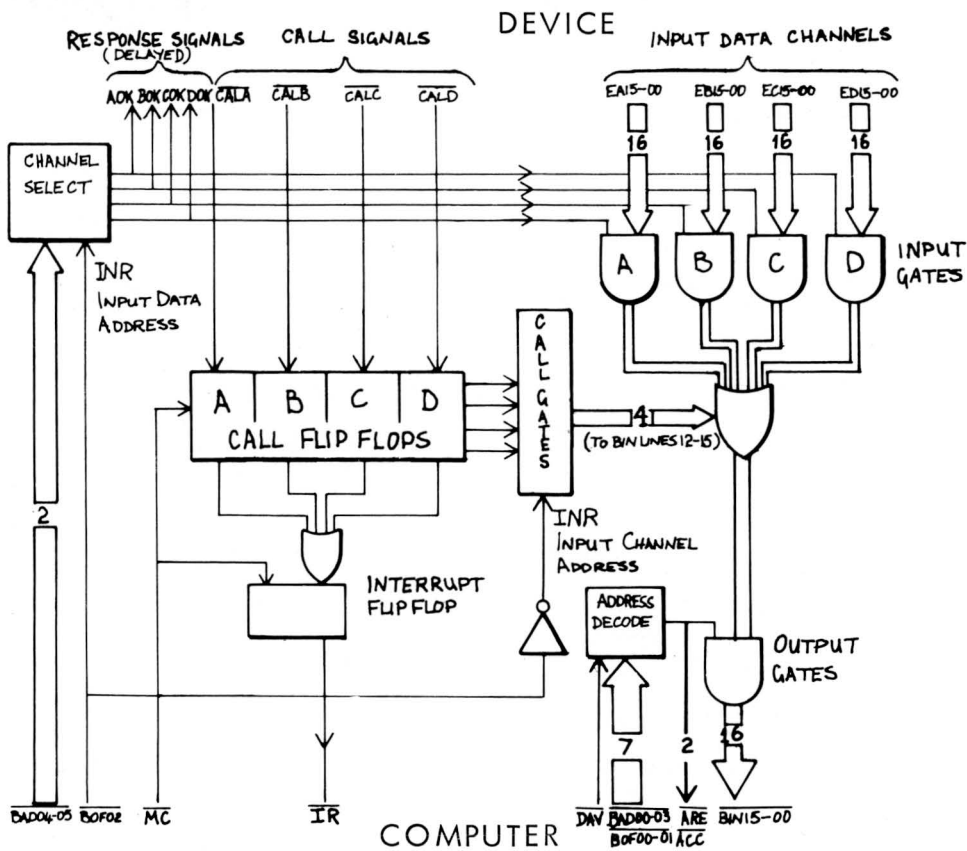 DEVICE
RESPONSE SIGNALS
(DELAYED)
CALL SIGNALS
INPUT DATA CHANNELS
AOK BOK COK DOK CALA CALB CALC CALD
EA15-00 EB15-00 EC15-00 ED15-00
16 16 16 16
CHANNEL
SELECT
A B C D
INPUT
GATES
INR
INPUT DATA
ADDRESS
CALL GATES
A B C D
CALL FLIP FLOPS
4
(TO BIN LINES 12-15)
2
INR
INPUT CHANNEL
ADDRESS
INTERRUPT
FLIP FLOP
ADDRESS
DECODE
OUTPUT
GATES
7 2 16
BAD04-05 BOF02 MC IR DAV BAD00-03 ARE BIN15-00
BOF00-01 ACC
COMPUTER